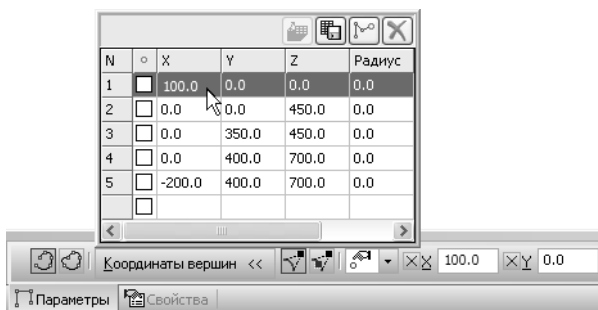 N X Y Z Радиус
1 100.0 0.0 0.0 0.0
2 0.0 0.0 450.0 0.0
3 0.0 350.0 450.0 0.0
4 0.0 400.0 700.0 0.0
5 -200.0 400.0 700.0 0.0
Координаты вершин << X 100.0 Y 0.0
Параметры Свойства